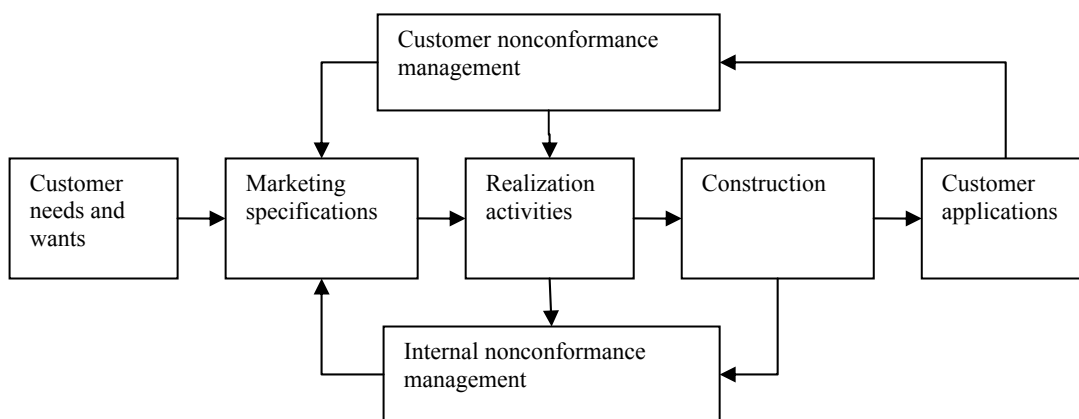 Customer nonconformance
management
Customer
needs and
wants
Marketing
specifications
Realization
activities
Construction
Customer
applications
Internal nonconformance
management